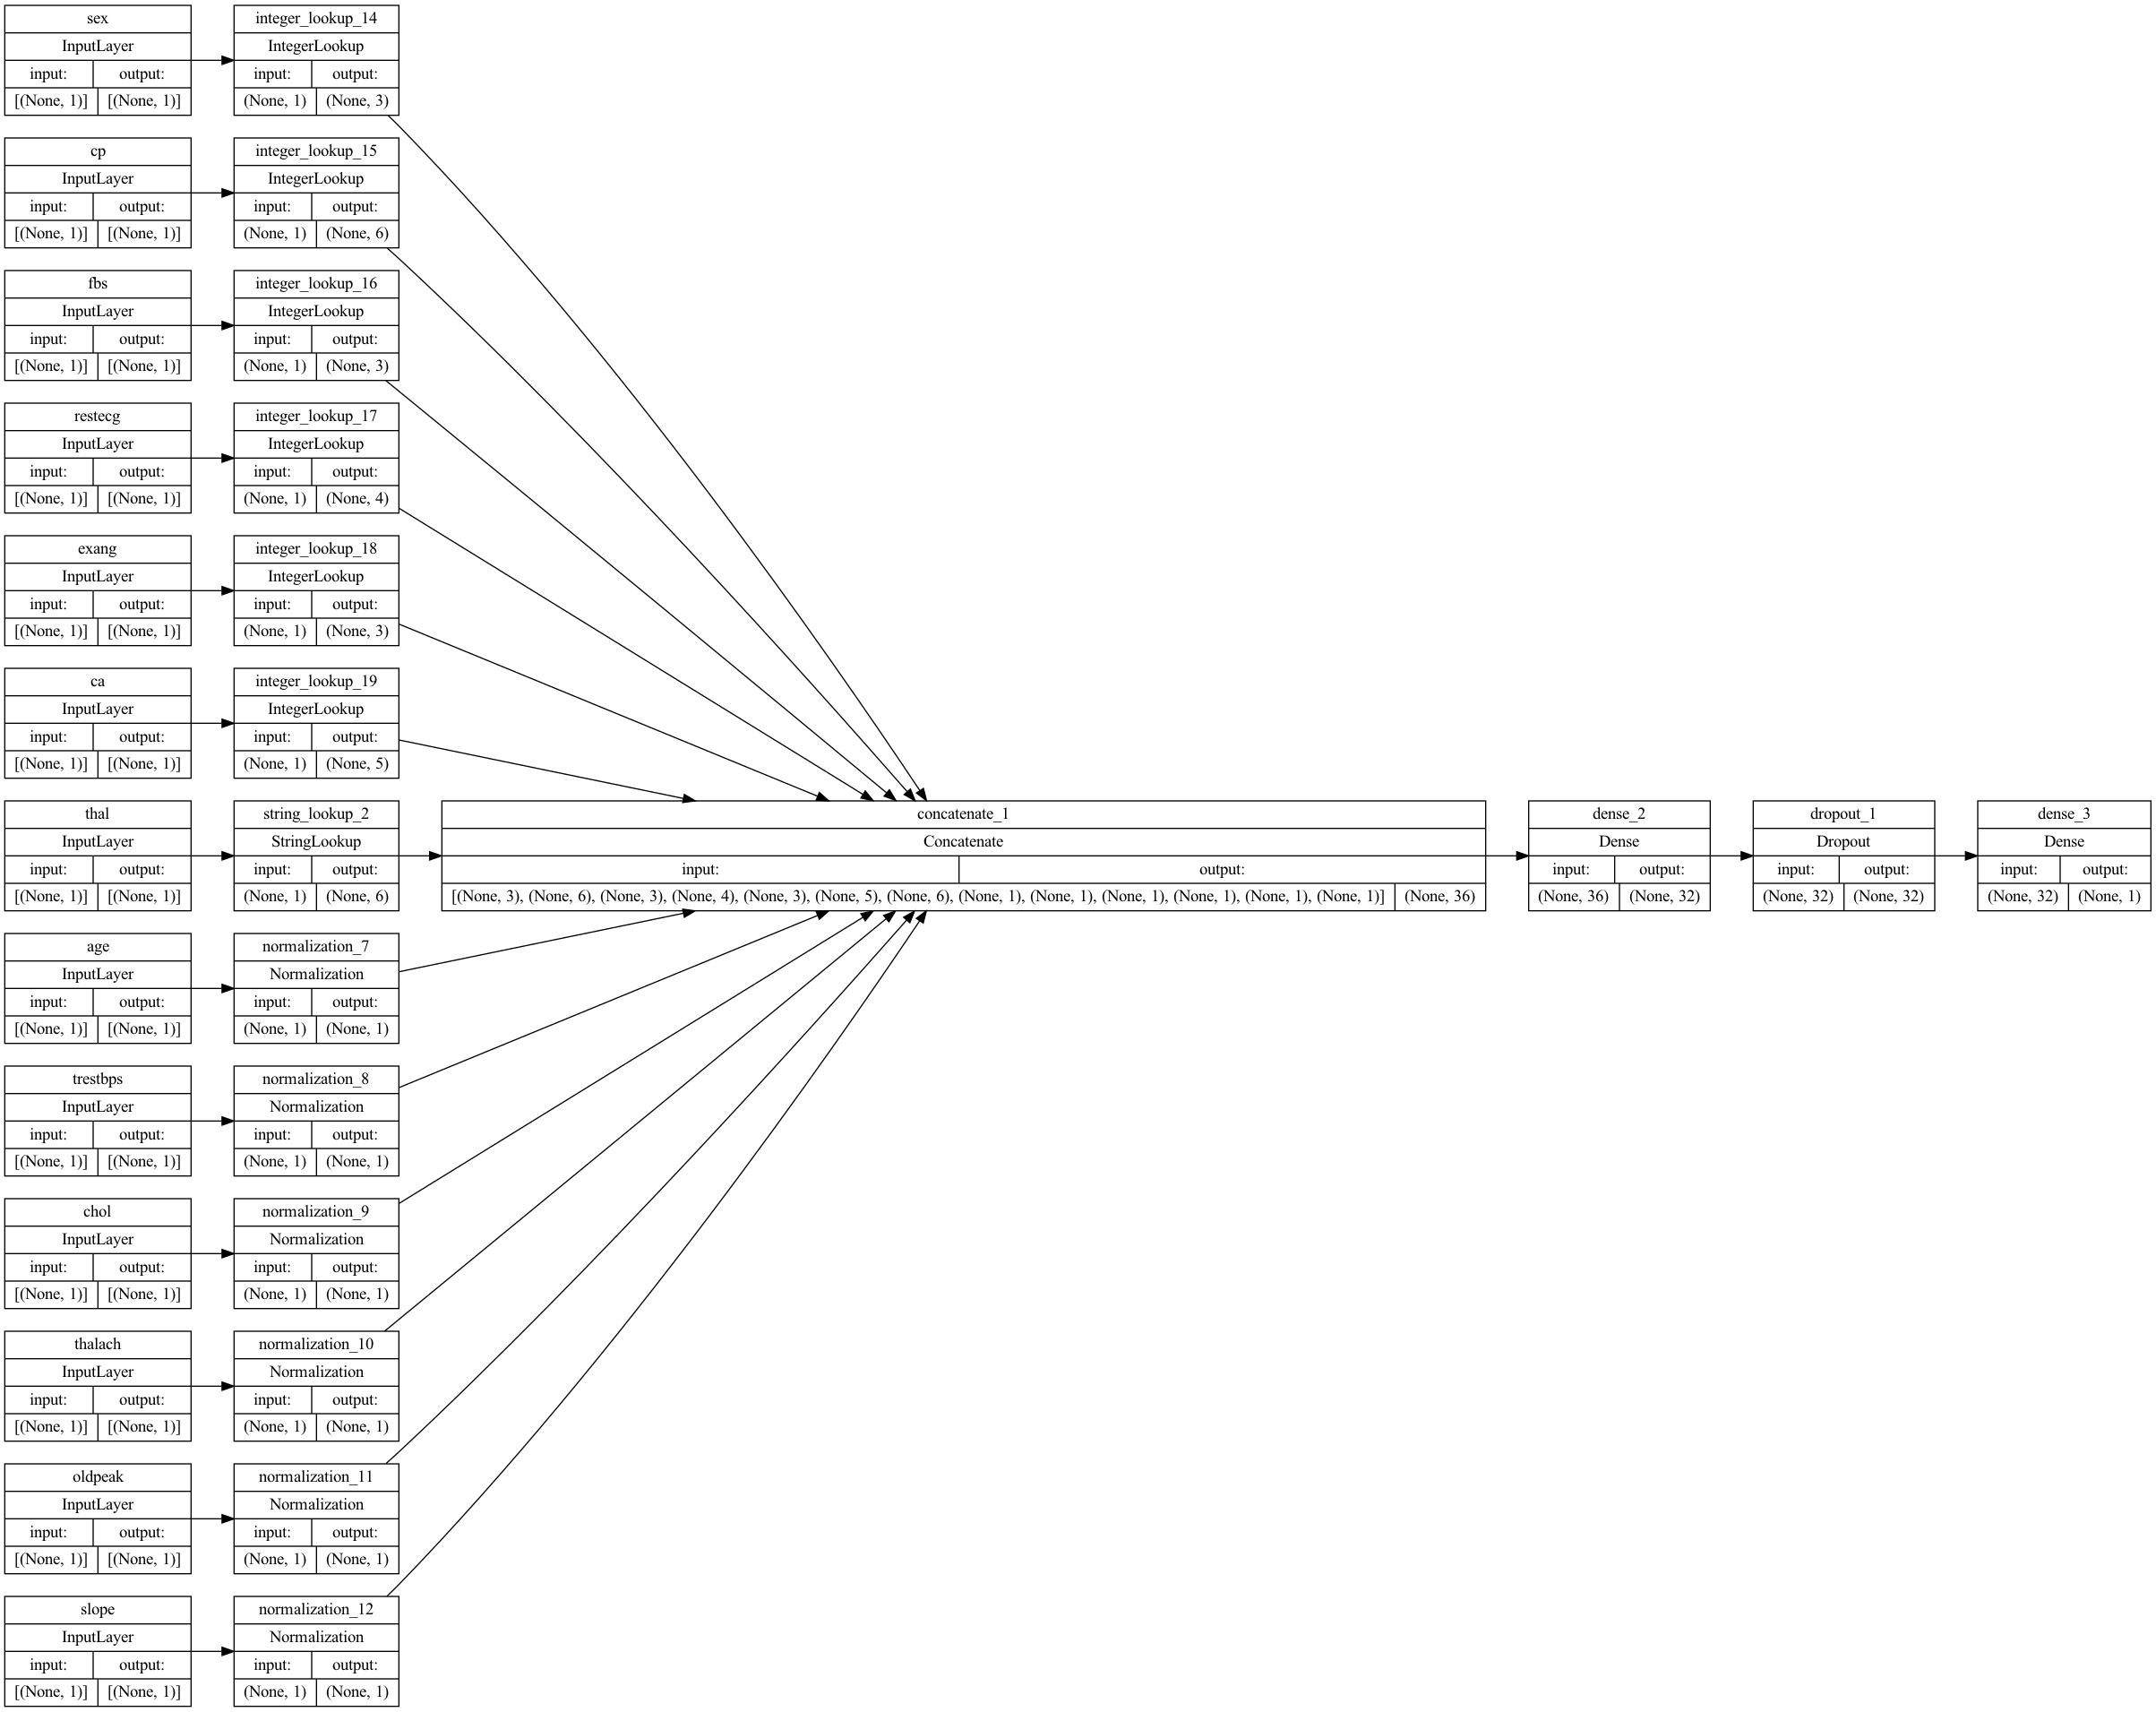 sex
InputLayer
input: output:
[(None, 1)] [(None, 1)]
integer_lookup_14
IntegerLookup
input: output:
(None, 1) (None, 3)
cp
InputLayer
input: output:
[(None, 1)] [(None, 1)]
integer_lookup_15
IntegerLookup
input: output:
(None, 1) (None, 6)
fbs
InputLayer
input: output:
[(None, 1)] [(None, 1)]
integer_lookup_16
IntegerLookup
input: output:
(None, 1) (None, 3)
restecg
InputLayer
input: output:
[(None, 1)] [(None, 1)]
integer_lookup_17
IntegerLookup
input: output:
(None, 1) (None, 4)
exang
InputLayer
input: output:
[(None, 1)] [(None, 1)]
integer_lookup_18
IntegerLookup
input: output:
(None, 1) (None, 3)
ca
InputLayer
input: output:
[(None, 1)] [(None, 1)]
integer_lookup_19
IntegerLookup
input: output:
(None, 1) (None, 5)
thal
InputLayer
input: output:
[(None, 1)] [(None, 1)]
string_lookup_2
StringLookup
input: output:
(None, 1) (None, 6)
concatenate_1
Concatenate
input: output:
[(None, 3), (None, 6), (None, 3), (None, 4), (None, 3), (None, 5), (None, 6), (None, 1), (None, 1), (None, 1), (None, 1), (None, 1), (None, 1)] (None, 36)
dense_2
Dense
input: output:
(None, 36) (None, 32)
dropout_1
Dropout
input: output:
(None, 32) (None, 32)
dense_3
Dense
input: output:
(None, 32) (None, 1)
age
InputLayer
input: output:
[(None, 1)] [(None, 1)]
normalization_7
Normalization
input: output:
(None, 1) (None, 1)
trestbps
InputLayer
input: output:
[(None, 1)] [(None, 1)]
normalization_8
Normalization
input: output:
(None, 1) (None, 1)
chol
InputLayer
input: output:
[(None, 1)] [(None, 1)]
normalization_9
Normalization
input: output:
(None, 1) (None, 1)
thalach
InputLayer
input: output:
[(None, 1)] [(None, 1)]
normalization_10
Normalization
input: output:
(None, 1) (None, 1)
oldpeak
InputLayer
input: output:
[(None, 1)] [(None, 1)]
normalization_11
Normalization
input: output:
(None, 1) (None, 1)
slope
InputLayer
input: output:
[(None, 1)] [(None, 1)]
normalization_12
Normalization
input: output:
(None, 1) (None, 1)